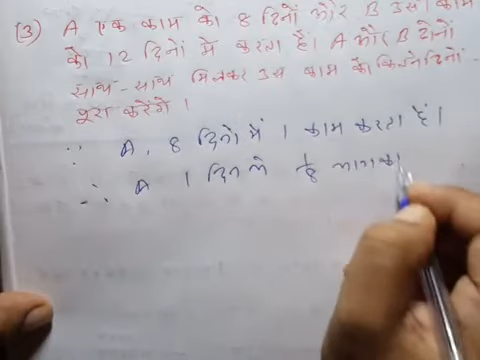 (3) A एक काम को 8 दिनों और B उसी काम
को 12 दिनों में करता है। A और B दोनों
साथ-साथ मिलकर उस काम को कितने दिनों
पूरा करेंगे।
∵ A, 8 दिनों में 1 काम करता है।
∴ A 1 दिन में 1/8 भाग का